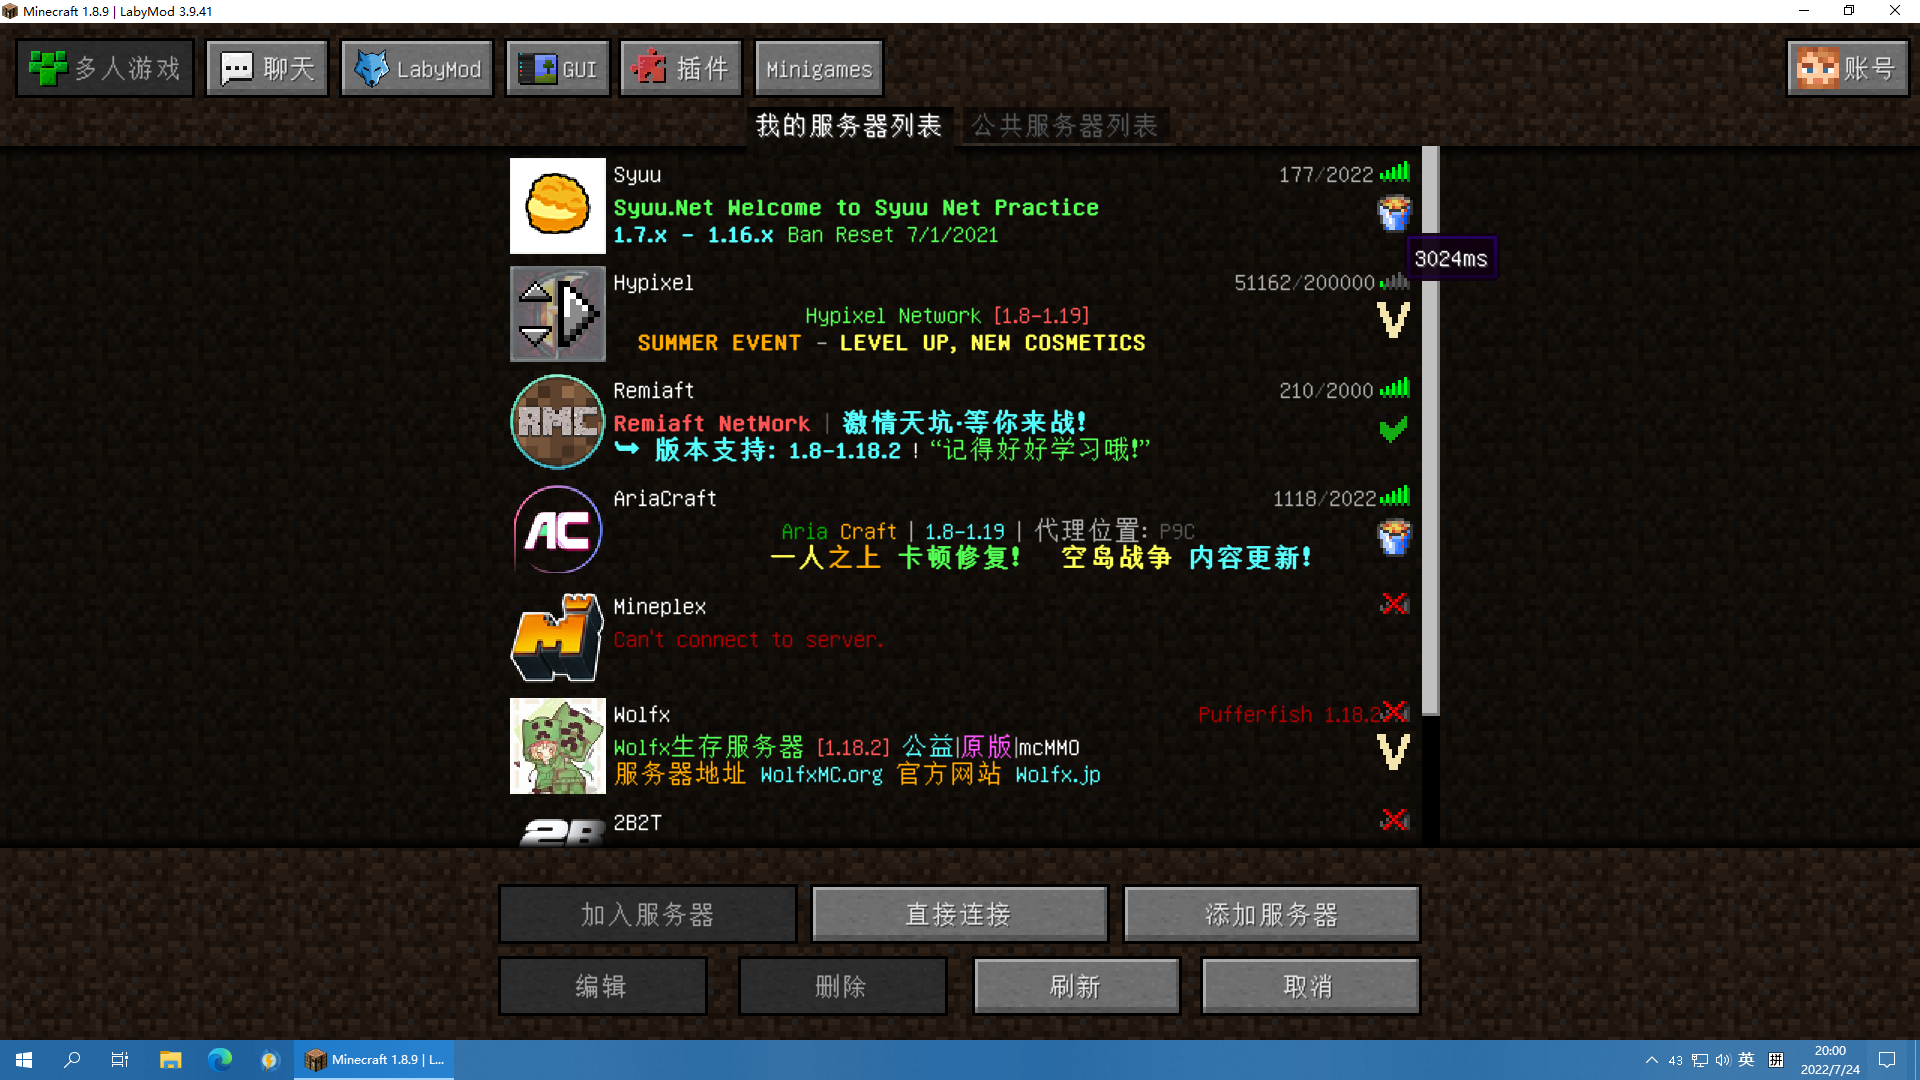 Minecraft 1.8.9 | LabyMod 3.9.41
多人游戏
聊天
LabyMod
GUI
插件
Minigames
账号
我的服务器列表
公共服务器列表
Syuu
177/2022
Syuu.Net Welcome to Syuu Net Practice
1.7.x - 1.16.x Ban Reset 7/1/2021
3024ms
Hypixel
51162/200000
Hypixel Network [1.8-1.19]
SUMMER EVENT - LEVEL UP, NEW COSMETICS
RMC
Remiaft
210/2000
Remiaft NetWork | 激情天坑·等你来战!
➥ 版本支持: 1.8-1.18.2 ! “记得好好学习哦!”
AC
AriaCraft
1118/2022
Aria Craft | 1.8-1.19 | 代理位置: P9C
一人之上 卡顿修复! 空岛战争 内容更新!
M
Mineplex
Can't connect to server.
Wolfx
Pufferfish 1.18.2
Wolfx生存服务器 [1.18.2] 公益|原版|mcMMO
服务器地址 WolfxMC.org 官方网站 Wolfx.jp
2B
2B2T
加入服务器
直接连接
添加服务器
编辑
删除
刷新
取消
Minecraft 1.8.9 | L...
43
英
拼
20:00
2022/7/24